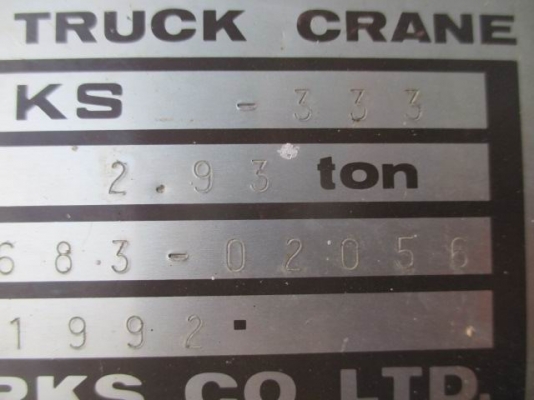 TRUCK CRANE
KS -333
2.93 ton
683-02056
1992.
RKS CO. LTD.